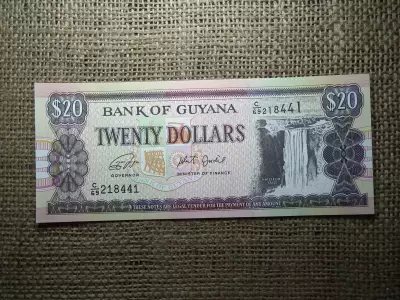 $20
BANK OF GUYANA
C/69 218441
$20
TWENTY DOLLARS
GOVERNOR
MINISTER OF FINANCE
C/69 218441
THESE NOTES ARE LEGAL TENDER FOR THE PAYMENT OF ANY AMOUNT